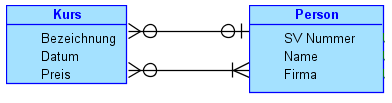 Kurs
Bezeichnung
Datum
Preis
Person
SV Nummer
Name
Firma